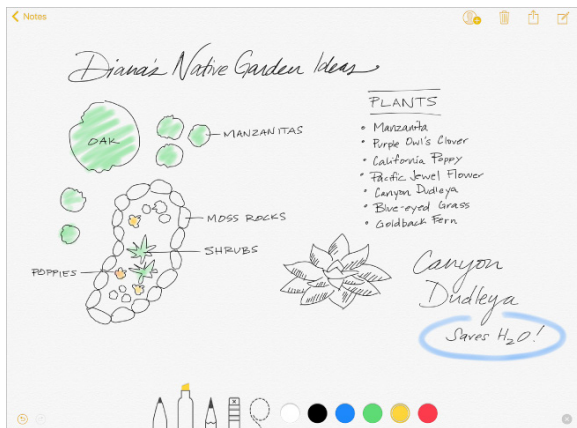 Notes
Diana's Native Garden Ideas
OAK
MANZANITAS
MOSS ROCKS
SHRUBS
POPPIES
PLANTS
• Manzanita
• Purple Owl's Clover
• California Poppy
• Pacific Jewel Flower
• Canyon Dudleya
• Blue-eyed Grass
• Goldback Fern
Canyon
Dudleya
Saves H₂O!